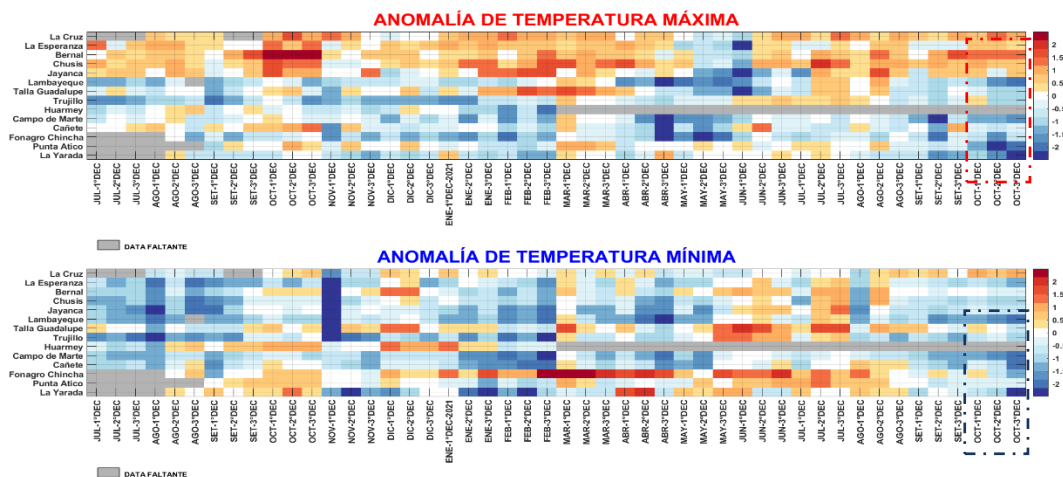 ANOMALÍA DE TEMPERATURA MÁXIMA
La Cruz
La Esperanza
Bernal
Chusis
Jayanca
Lambayeque
Talla Guadalupe
Trujillo
Huarmey
Campo de Marte
Cañete
Fonagro Chincha
Punta Atico
La Yarada
2
1.5
1
0.5
0
-0.5
-1
-1.5
-2
JUL-1°DEC
JUL-2°DEC
JUL-3°DEC
AGO-1°DEC
AGO-2°DEC
AGO-3°DEC
SET-1°DEC
SET-2°DEC
SET-3°DEC
OCT-1°DEC
OCT-2°DEC
OCT-3°DEC
NOV-1°DEC
NOV-2°DEC
NOV-3°DEC
DIC-1°DEC
DIC-2°DEC
DIC-3°DEC
ENE-1°DEC-2021
ENE-2°DEC
ENE-3°DEC
FEB-1°DEC
FEB-2°DEC
FEB-3°DEC
MAR-1°DEC
MAR-2°DEC
MAR-3°DEC
ABR-1°DEC
ABR-2°DEC
ABR-3°DEC
MAY-1°DEC
MAY-2°DEC
MAY-3°DEC
JUN-1°DEC
JUN-2°DEC
JUN-3°DEC
JUL-1°DEC
JUL-2°DEC
JUL-3°DEC
AGO-1°DEC
AGO-2°DEC
AGO-3°DEC
SET-1°DEC
SET-2°DEC
SET-3°DEC
OCT-1°DEC
OCT-2°DEC
OCT-3°DEC
DATA FALTANTE
ANOMALÍA DE TEMPERATURA MÍNIMA
La Cruz
La Esperanza
Bernal
Chusis
Jayanca
Lambayeque
Talla Guadalupe
Trujillo
Huarmey
Campo de Marte
Cañete
Fonagro Chincha
Punta Atico
La Yarada
2
1.5
1
0.5
0
-0.5
-1
-1.5
-2
JUL-1°DEC
JUL-2°DEC
JUL-3°DEC
AGO-1°DEC
AGO-2°DEC
AGO-3°DEC
SET-1°DEC
SET-2°DEC
SET-3°DEC
OCT-1°DEC
OCT-2°DEC
OCT-3°DEC
NOV-1°DEC
NOV-2°DEC
NOV-3°DEC
DIC-1°DEC
DIC-2°DEC
DIC-3°DEC
ENE-1°DEC-2021
ENE-2°DEC
ENE-3°DEC
FEB-1°DEC
FEB-2°DEC
FEB-3°DEC
MAR-1°DEC
MAR-2°DEC
MAR-3°DEC
ABR-1°DEC
ABR-2°DEC
ABR-3°DEC
MAY-1°DEC
MAY-2°DEC
MAY-3°DEC
JUN-1°DEC
JUN-2°DEC
JUN-3°DEC
JUL-1°DEC
JUL-2°DEC
JUL-3°DEC
AGO-1°DEC
AGO-2°DEC
AGO-3°DEC
SET-1°DEC
SET-2°DEC
SET-3°DEC
OCT-1°DEC
OCT-2°DEC
OCT-3°DEC
DATA FALTANTE